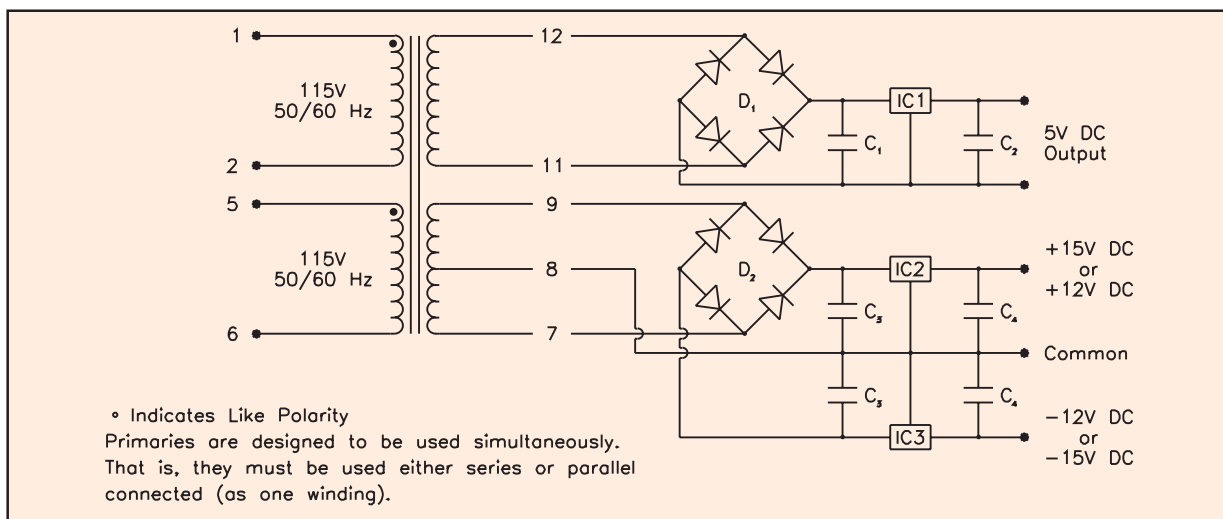 1
12
115V
50/60 Hz
D₁
IC1
C₁
C₂
5V DC
Output
2
11
5
9
115V
50/60 Hz
8
D₂
IC2
+15V DC
or
+12V DC
C₃
C₄
6
7
Common
C₃
C₄
IC3
-12V DC
or
-15V DC
° Indicates Like Polarity
Primaries are designed to be used simultaneously.
That is, they must be used either series or parallel
connected (as one winding).